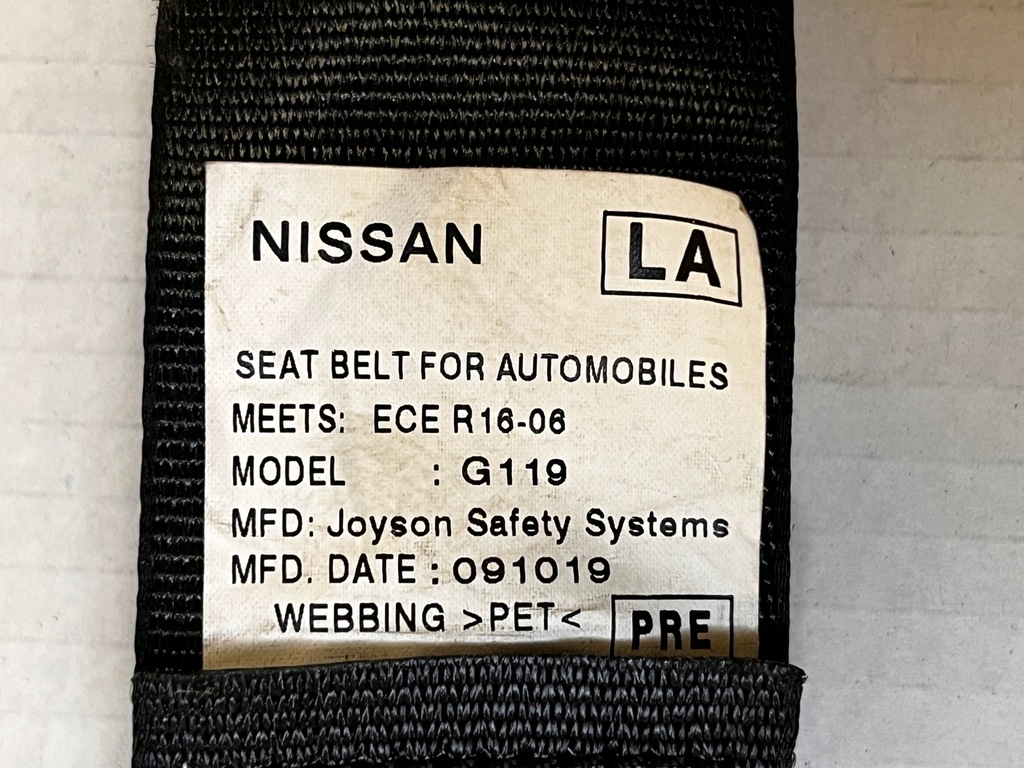 NISSAN LA
SEAT BELT FOR AUTOMOBILES
MEETS: ECE R16-06
MODEL : G119
MFD: Joyson Safety Systems
MFD. DATE : 091019
WEBBING >PET< PRE